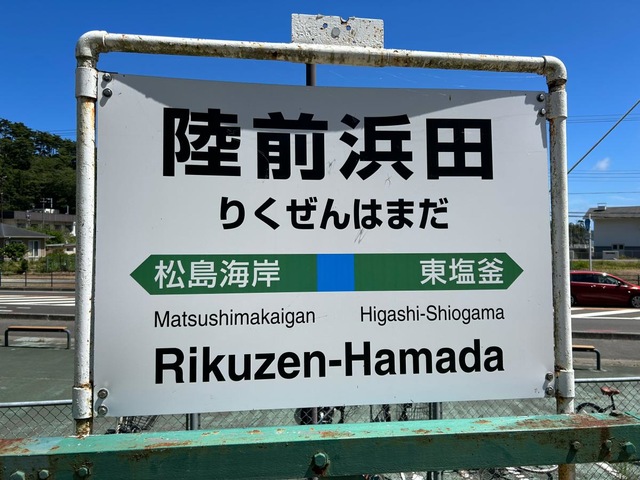 陸前浜田
りくぜんはまだ
松島海岸 東塩釜
Matsushimakaigan Higashi-Shiogama
Rikuzen-Hamada